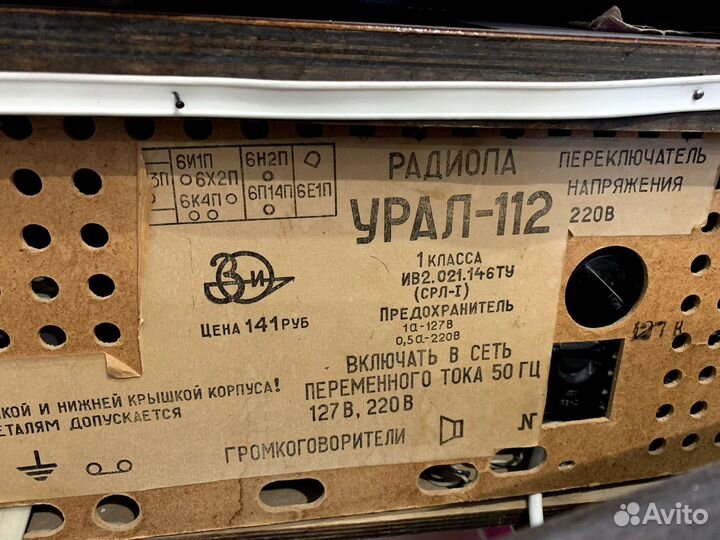 6И1П
6Н2П
3П
6Х2П
6К4П
6П14П
6Е1П
РАДИОЛА
УРАЛ-112
ПЕРЕКЛЮЧАТЕЛЬ
НАПРЯЖЕНИЯ
220В
1 КЛАССА
ИВ2.021.146ТУ
(СРЛ-I)
ПРЕДОХРАНИТЕЛЬ
1а-127В
0,5а-220В
ЦЕНА 141 РУБ
127 В
ВКЛЮЧАТЬ В СЕТЬ
ПЕРЕМЕННОГО ТОКА 50 ГЦ
127 В, 220 В
КОЙ И НИЖНЕЙ КРЫШКОЙ КОРПУСА!
ЕТАЛЯМ ДОПУСКАЕТСЯ
ГРОМКОГОВОРИТЕЛИ
Avito